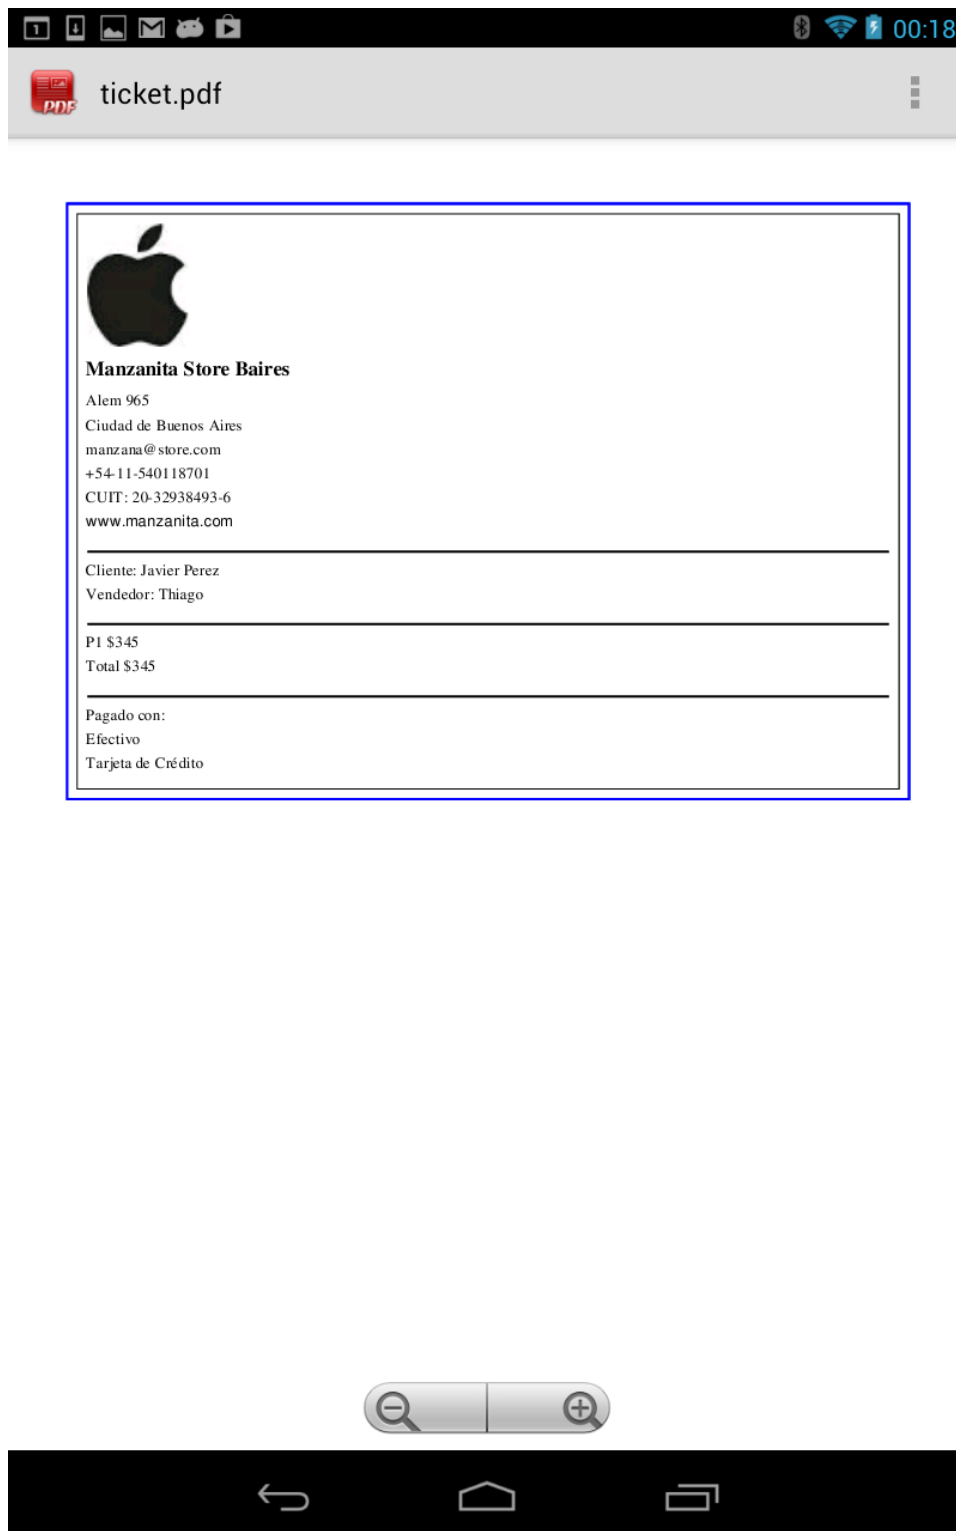 1
00:18
PDF
ticket.pdf
Manzanita Store Baires
Alem 965
Ciudad de Buenos Aires
manzana@store.com
+54-11-540118701
CUIT: 20-32938493-6
www.manzanita.com
Cliente: Javier Perez
Vendedor: Thiago
P1 $345
Total $345
Pagado con:
Efectivo
Tarjeta de Crédito